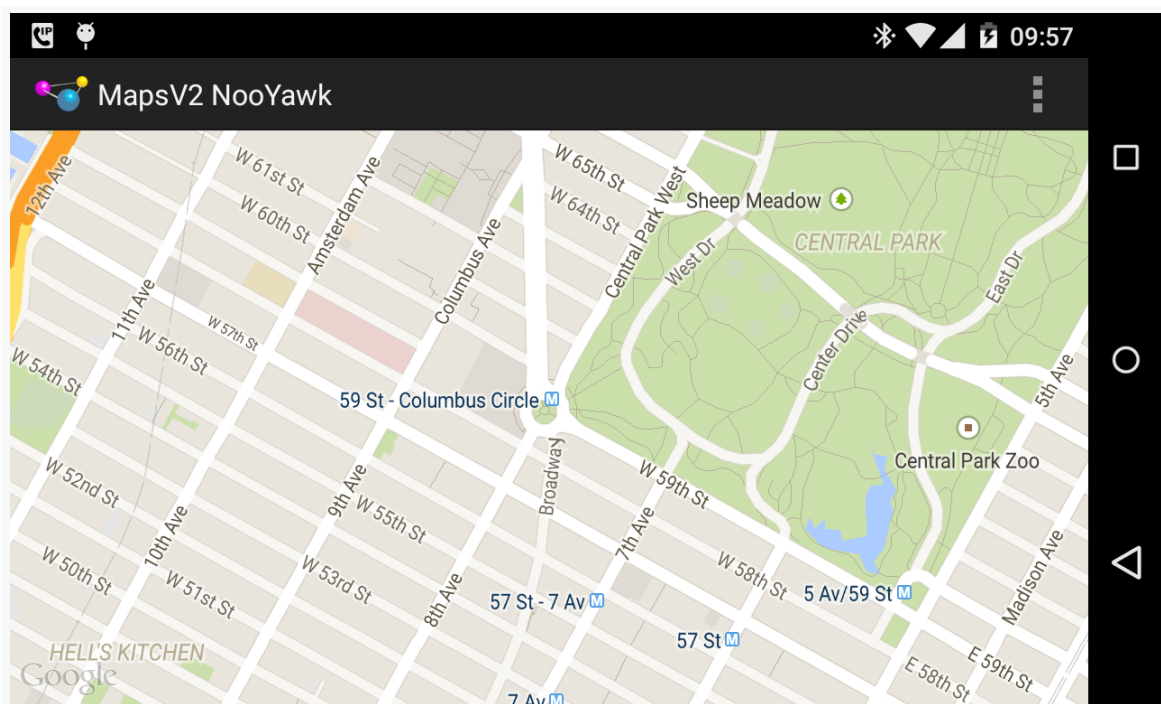 09:57
MapsV2 NooYawk
W 61st St
W 65th St
12th Ave
Amsterdam Ave
W 60th St
W 64th St
Central Park West
Sheep Meadow
Columbus Ave
West Dr
CENTRAL PARK
East Dr
11th Ave
W 57th St
W 56th St
Center Drive
W 54th St
59 St - Columbus Circle M
5th Ave
Central Park Zoo
W 52nd St
9th Ave
Broadway
W 59th St
10th Ave
W 55th St
7th Ave
W 50th St
W 51st St
W 53rd St
8th Ave
57 St - 7 Av M
W 58th St
5 Av/59 St M
Madison Ave
HELL'S KITCHEN
57 St M
Google
E 58th St
E 59th St
7 Av M